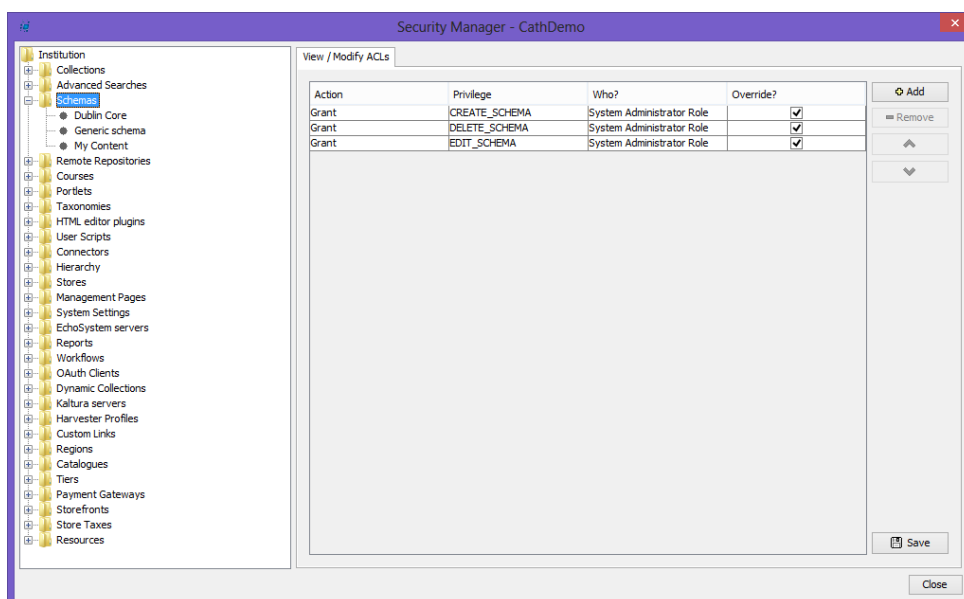 Security Manager - CathDemo
Institution
Collections
Advanced Searches
Schemas
Dublin Core
Generic schema
My Content
Remote Repositories
Courses
Portlets
Taxonomies
HTML editor plugins
User Scripts
Connectors
Hierarchy
Stores
Management Pages
System Settings
EchoSystem servers
Reports
Workflows
OAuth Clients
Dynamic Collections
Kaltura servers
Harvester Profiles
Custom Links
Regions
Catalogues
Tiers
Payment Gateways
Storefronts
Store Taxes
Resources
View / Modify ACLs
Action Privilege Who? Override?
Grant CREATE_SCHEMA System Administrator Role
Grant DELETE_SCHEMA System Administrator Role
Grant EDIT_SCHEMA System Administrator Role
Add
Remove
Save
Close